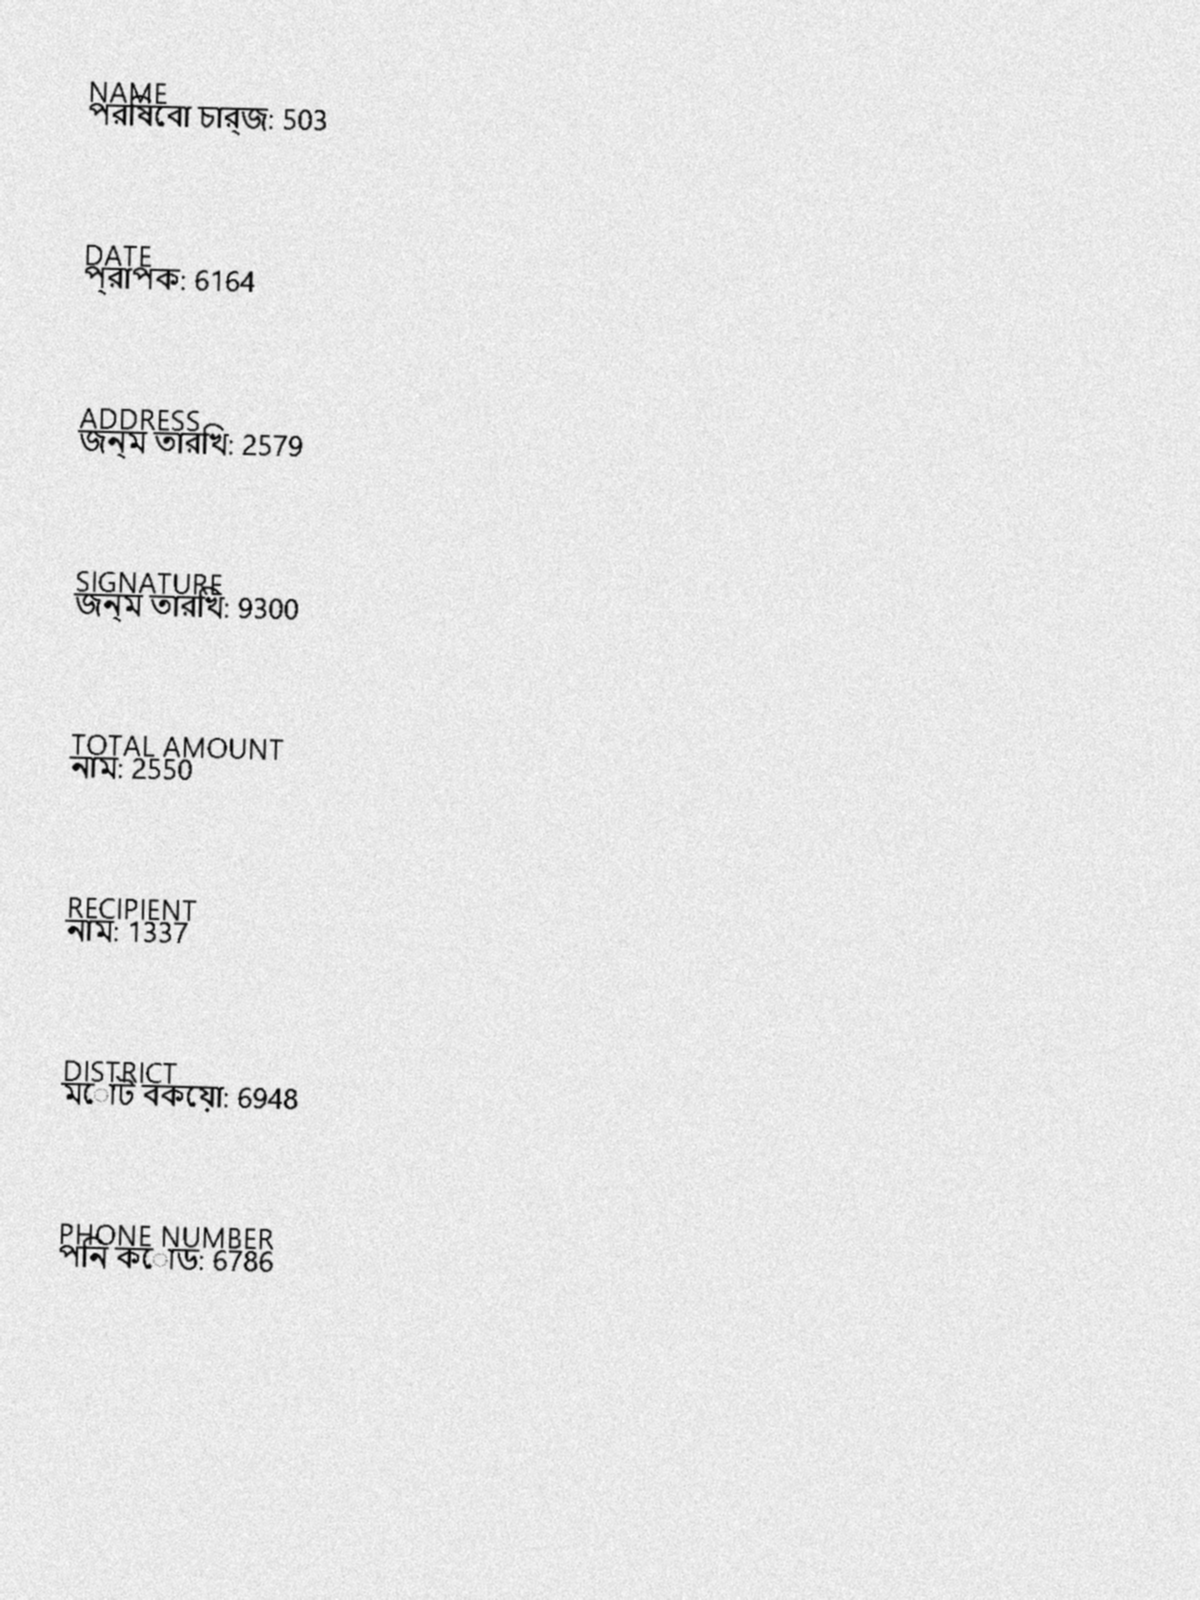 NAME
পরিষেবা চার্জ: 503
DATE
প্রাপক: 6164
ADDRESS
জন্ম তারিখ: 2579
SIGNATURE
জন্ম তারিখ: 9300
TOTAL AMOUNT
নাম: 2550
RECIPIENT
নাম: 1337
DISTRICT
মোট বকেয়া: 6948
PHONE NUMBER
পিন কোড: 6786